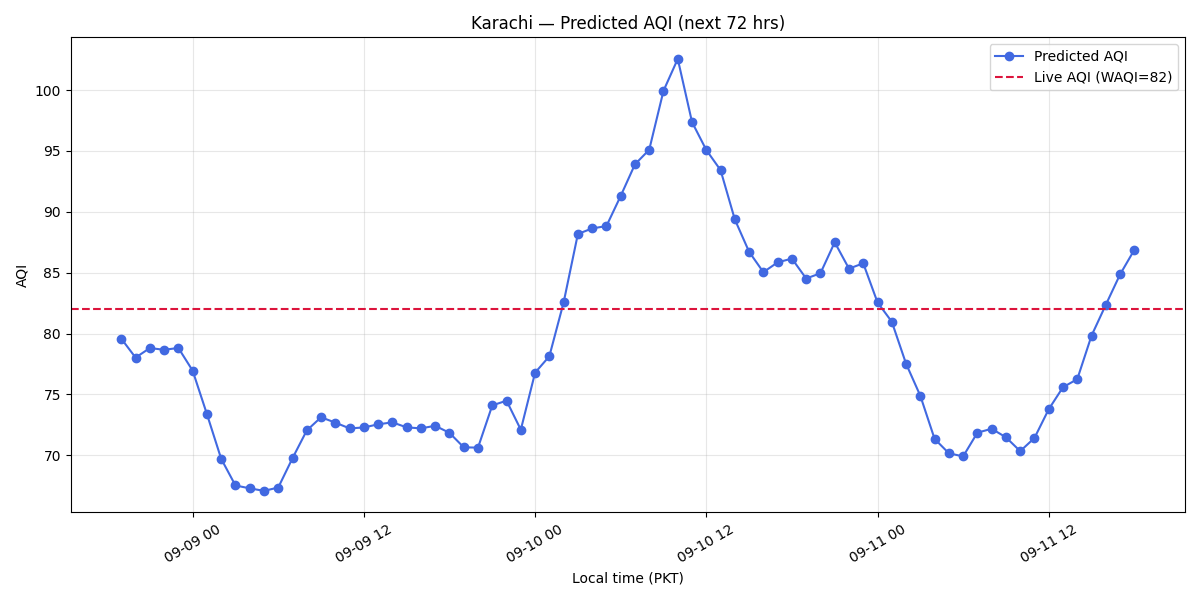 Karachi — Predicted AQI (next 72 hrs)
Predicted AQI
Live AQI (WAQI=82)
AQI
100
95
90
85
80
75
70
09-09 00
09-09 12
09-10 00
09-10 12
09-11 00
09-11 12
Local time (PKT)